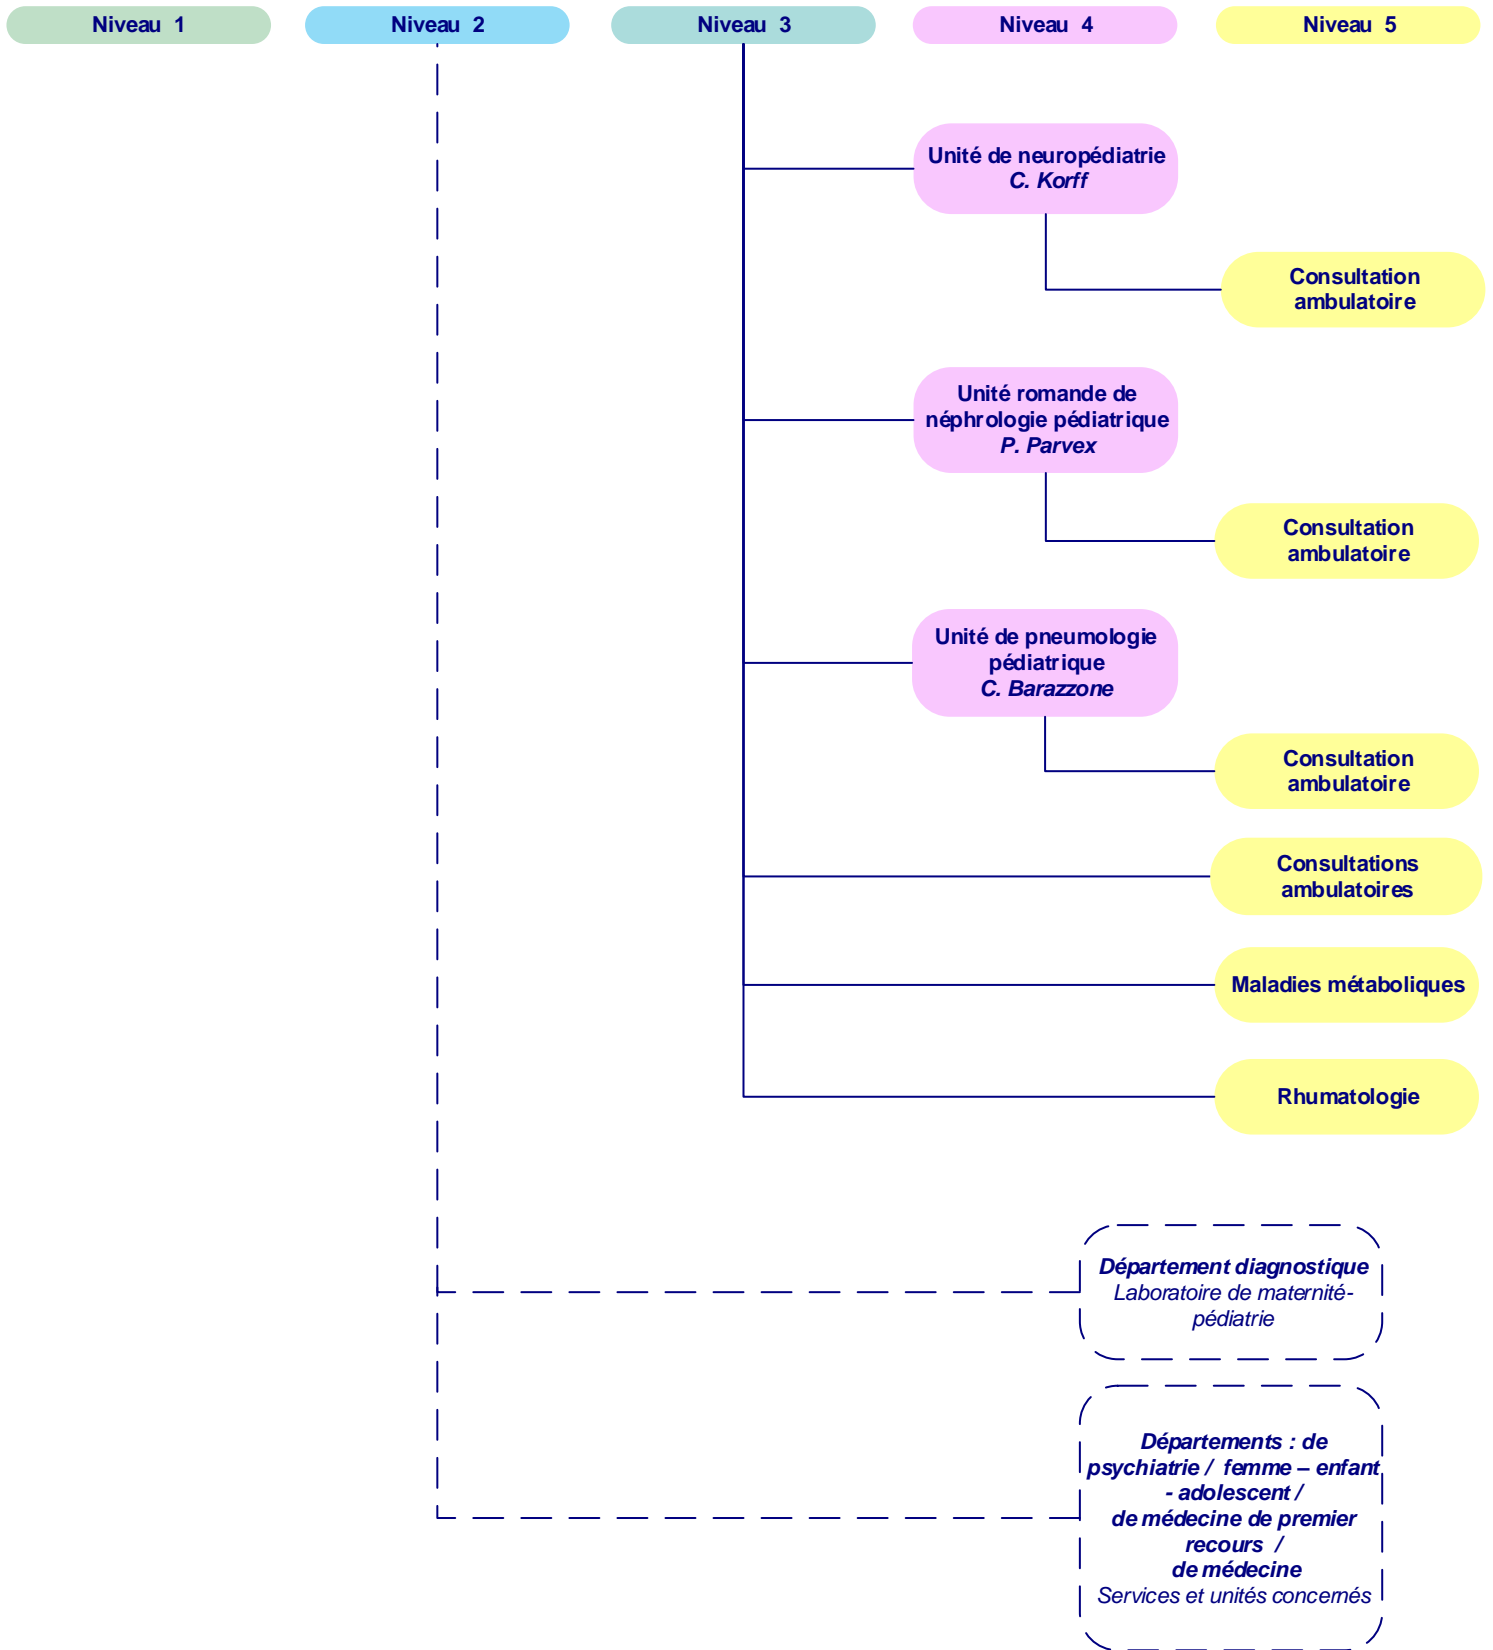 Niveau 1
Niveau 2
Niveau 3
Niveau 4
Niveau 5
Unité de neuropédiatrie
C. Korff
Consultation
ambulatoire
Unité romande de
néphrologie pédiatrique
P. Parvex
Consultation
ambulatoire
Unité de pneumologie
pédiatrique
C. Barazzone
Consultation
ambulatoire
Consultations
ambulatoires
Maladies métaboliques
Rhumatologie
Département diagnostique
Laboratoire de maternité-
pédiatrie
Départements : de
psychiatrie / femme – enfant
- adolescent /
de médecine de premier
recours /
de médecine
Services et unités concernés